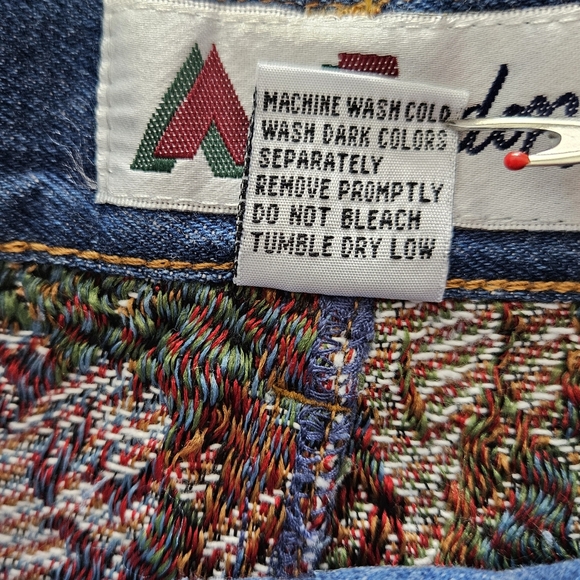 MACHINE WASH COLD
WASH DARK COLORS
SEPARATELY
REMOVE PROMPTLY
DO NOT BLEACH
TUMBLE DRY LOW